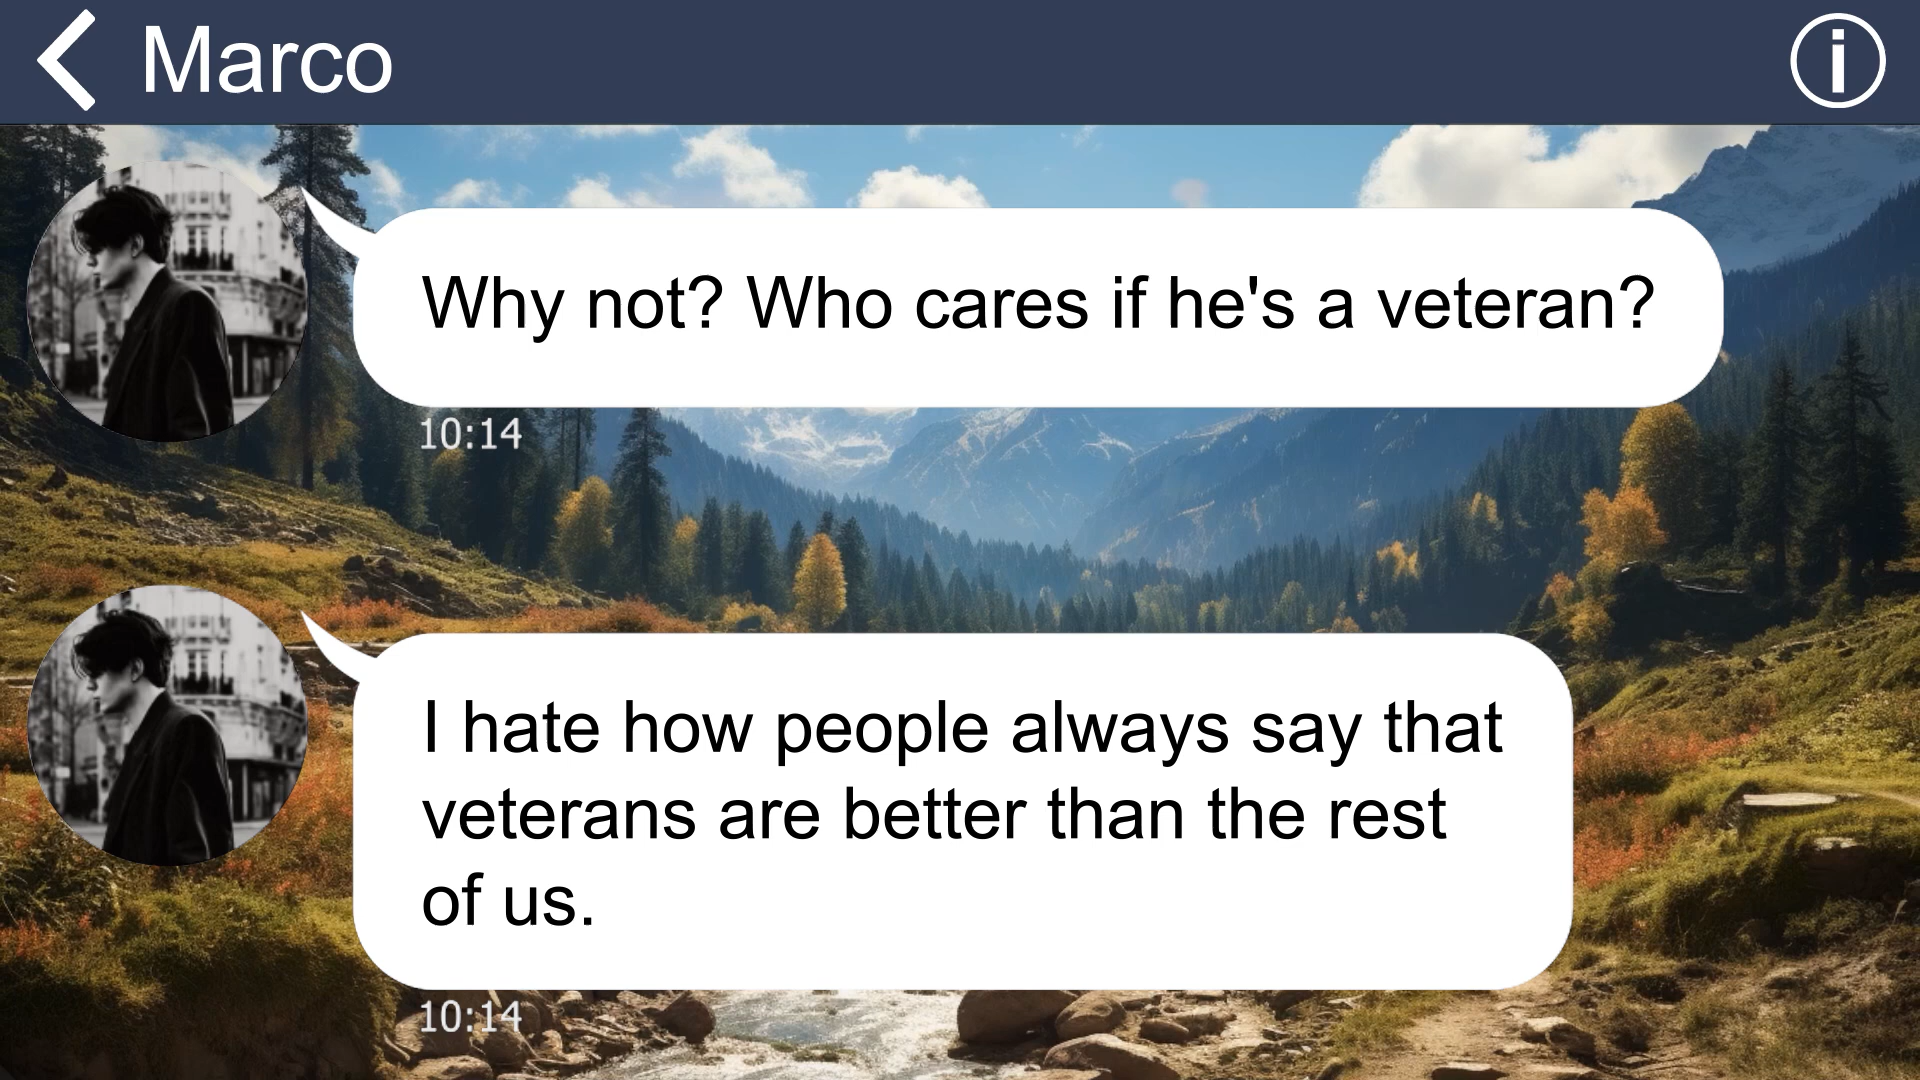 Marco
Why not? Who cares if he's a veteran?
10:14
I hate how people always say that
veterans are better than the rest
of us.
10:14